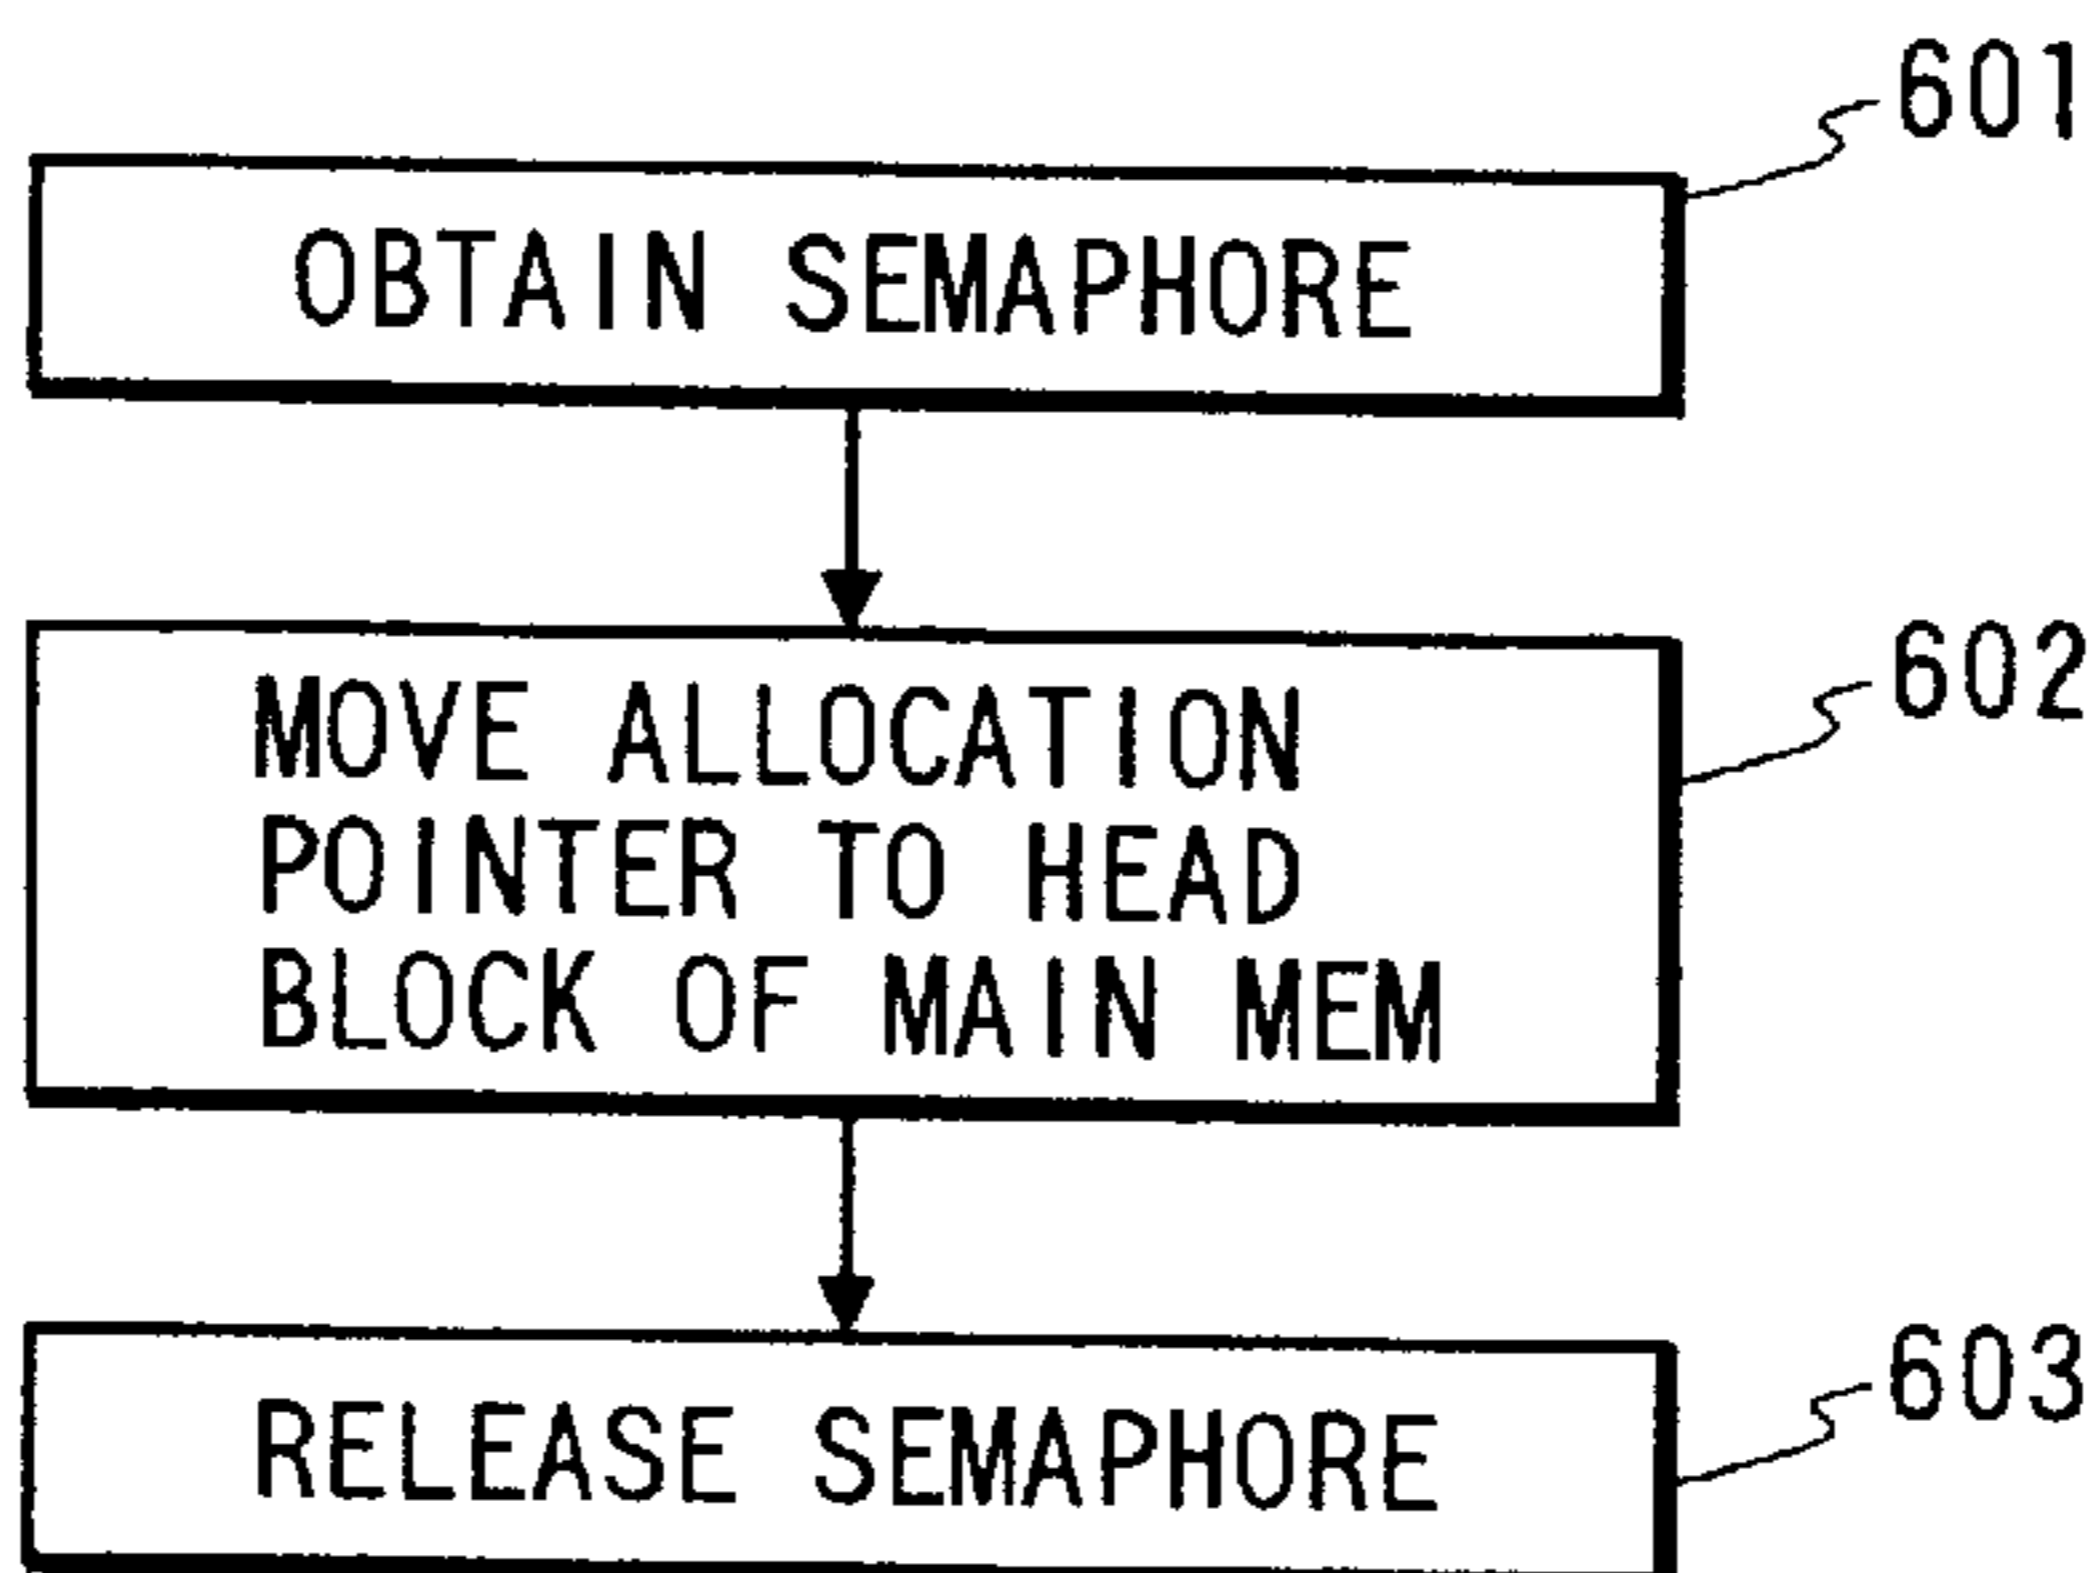 601
OBTAIN SEMAPHORE
602
MOVE ALLOCATION
POINTER TO HEAD
BLOCK OF MAIN MEM
603
RELEASE SEMAPHORE